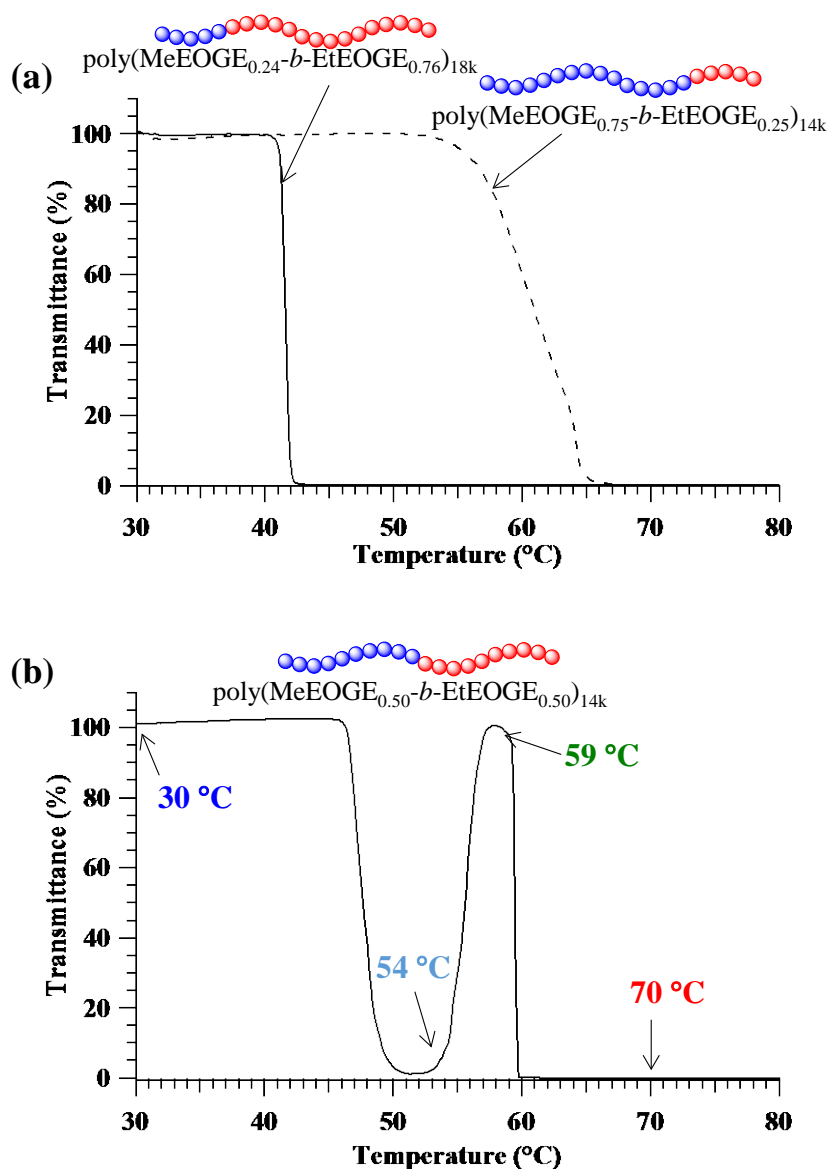 (a)
poly(MeEOGE0.24-b-EtEOGE0.76)18k
poly(MeEOGE0.75-b-EtEOGE0.25)14k
Transmittance (%)
100
80
60
40
20
0
30 40 50 60 70 80
Temperature (°C)
(b)
poly(MeEOGE0.50-b-EtEOGE0.50)14k
Transmittance (%)
100
80
60
40
20
0
30 °C
59 °C
54 °C
70 °C
30 40 50 60 70 80
Temperature (°C)